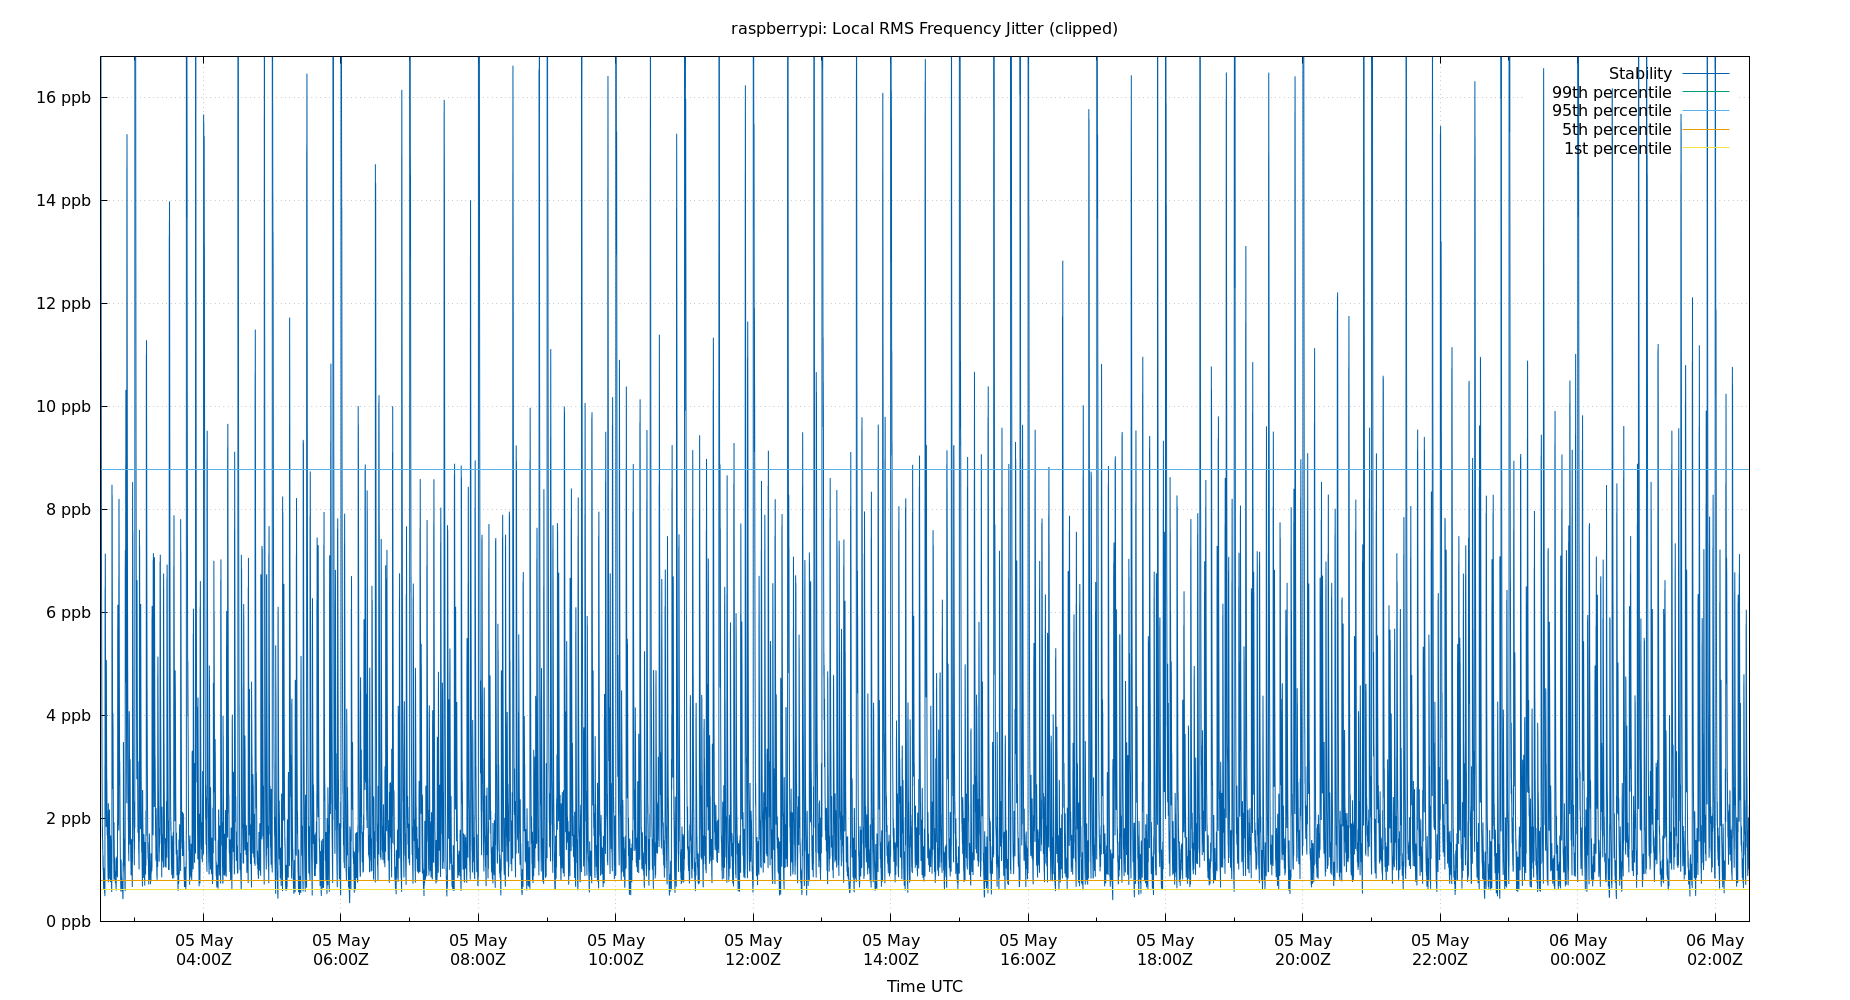 raspberrypi: Local RMS Frequency Jitter (clipped)
Stability
99th percentile
95th percentile
5th percentile
1st percentile
16 ppb
14 ppb
12 ppb
10 ppb
8 ppb
6 ppb
4 ppb
2 ppb
0 ppb
05 May 05 May 05 May 05 May 05 May 05 May 05 May 05 May 05 May 05 May 06 May 06 May
04:00Z 06:00Z 08:00Z 10:00Z 12:00Z 14:00Z 16:00Z 18:00Z 20:00Z 22:00Z 00:00Z 02:00Z
Time UTC